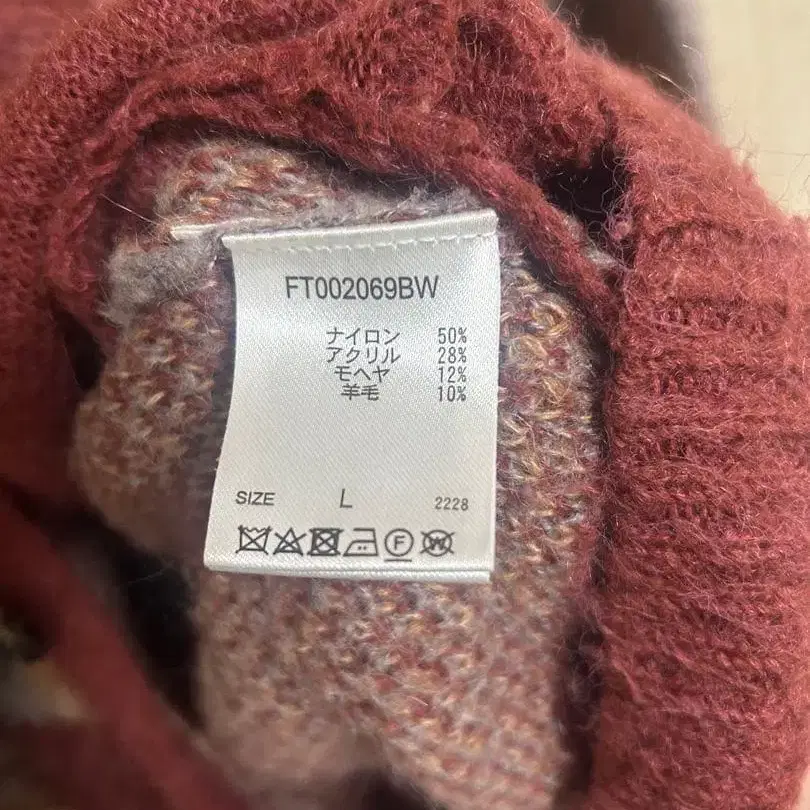 FT002069BW
ナイロン 50%
アクリル 28%
モヘヤ 12%
羊毛 10%
SIZE L 2228
F W